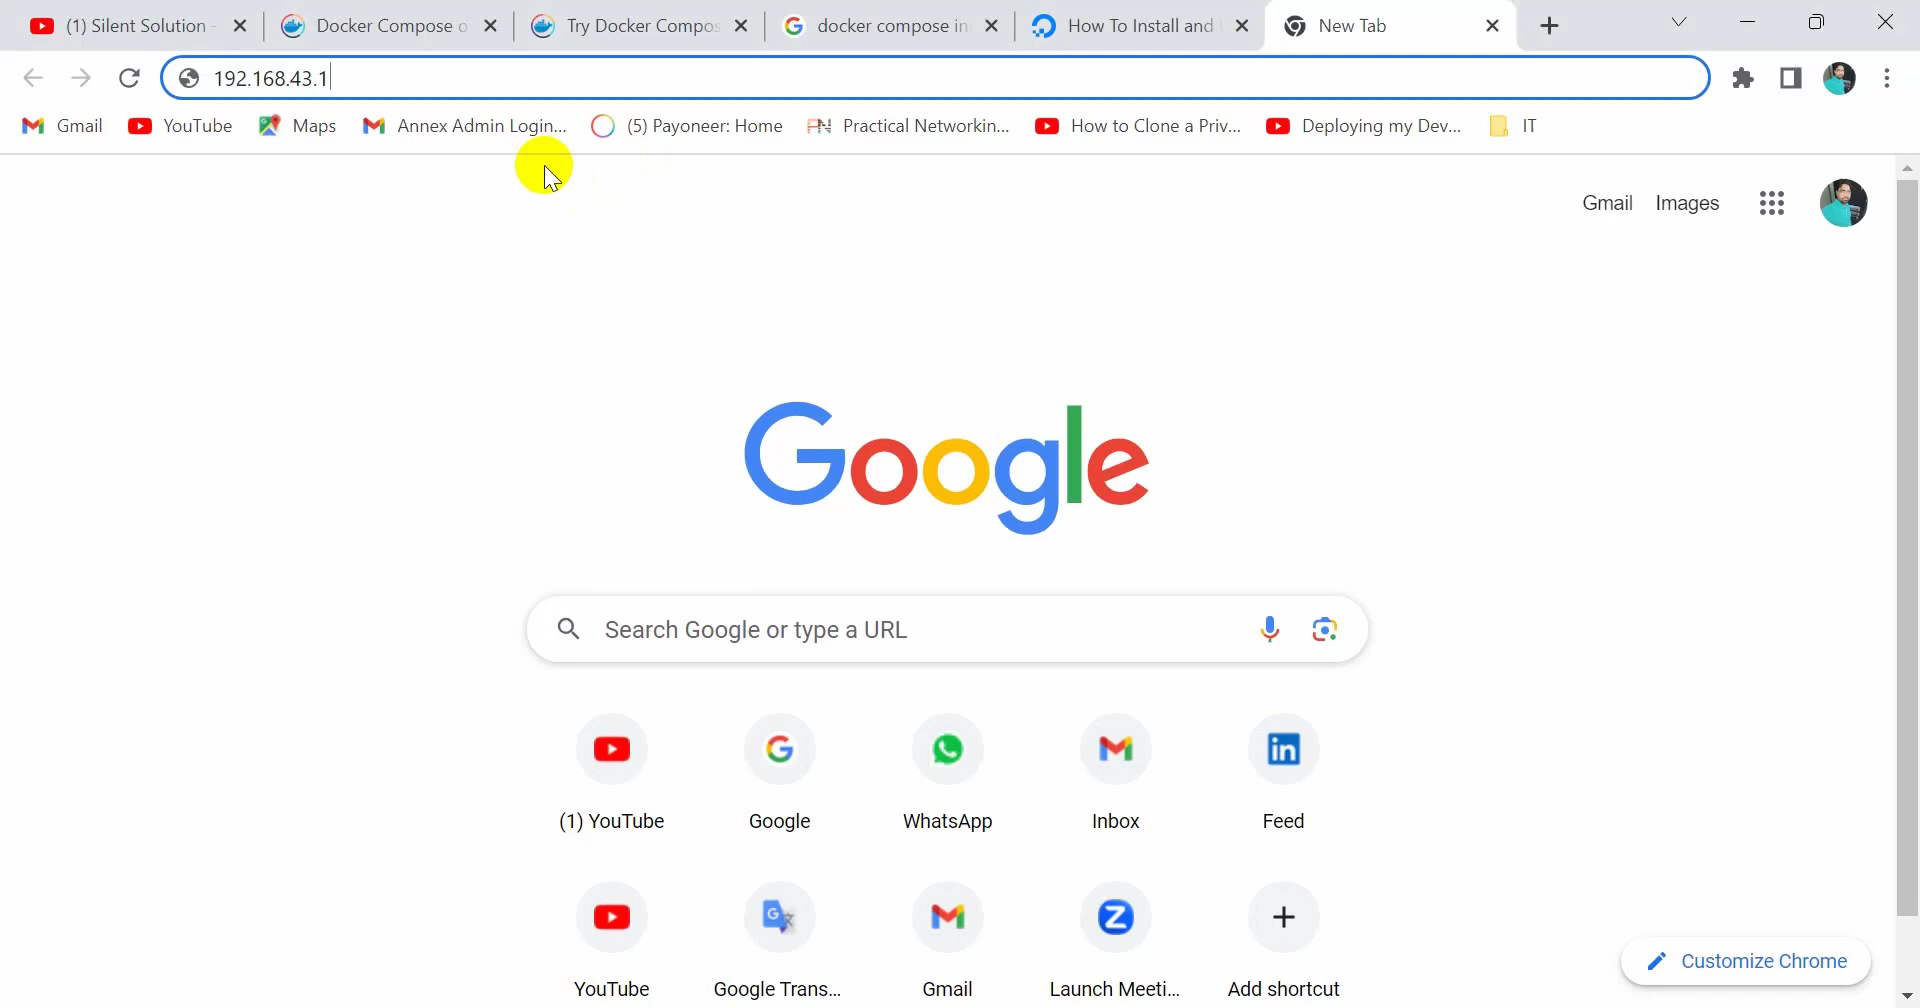 (1) Silent Solution -
Docker Compose o
Try Docker Compos
docker compose in
How To Install and
New Tab
192.168.43.1
Gmail
YouTube
Maps
Annex Admin Login...
(5) Payoneer: Home
Practical Networkin...
How to Clone a Priv...
Deploying my Dev...
IT
Gmail
Images
Google
Search Google or type a URL
(1) YouTube
Google
WhatsApp
Inbox
Feed
YouTube
Google Trans...
Gmail
Launch Meeti...
Add shortcut
Customize Chrome